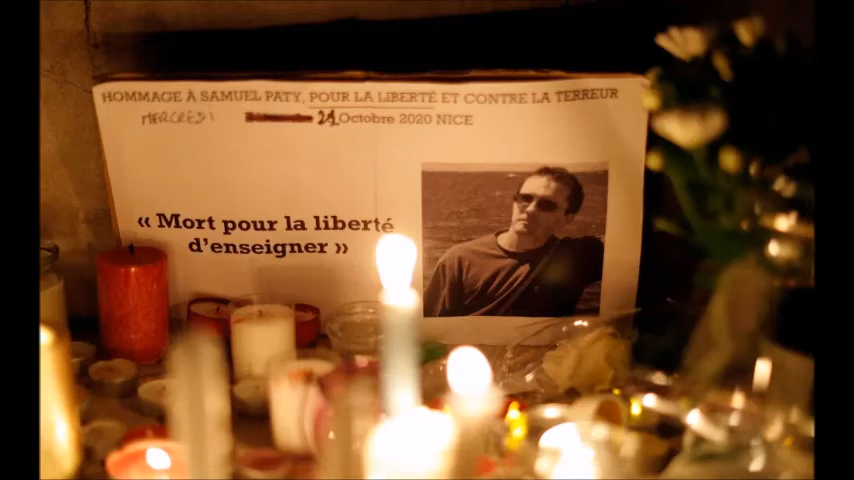 HOMMAGE À SAMUEL PATY, POUR LA LIBERTÉ ET CONTRE LA TERREUR
MERCREDI 21 Octobre 2020 NICE
« Mort pour la liberté
d'enseigner »